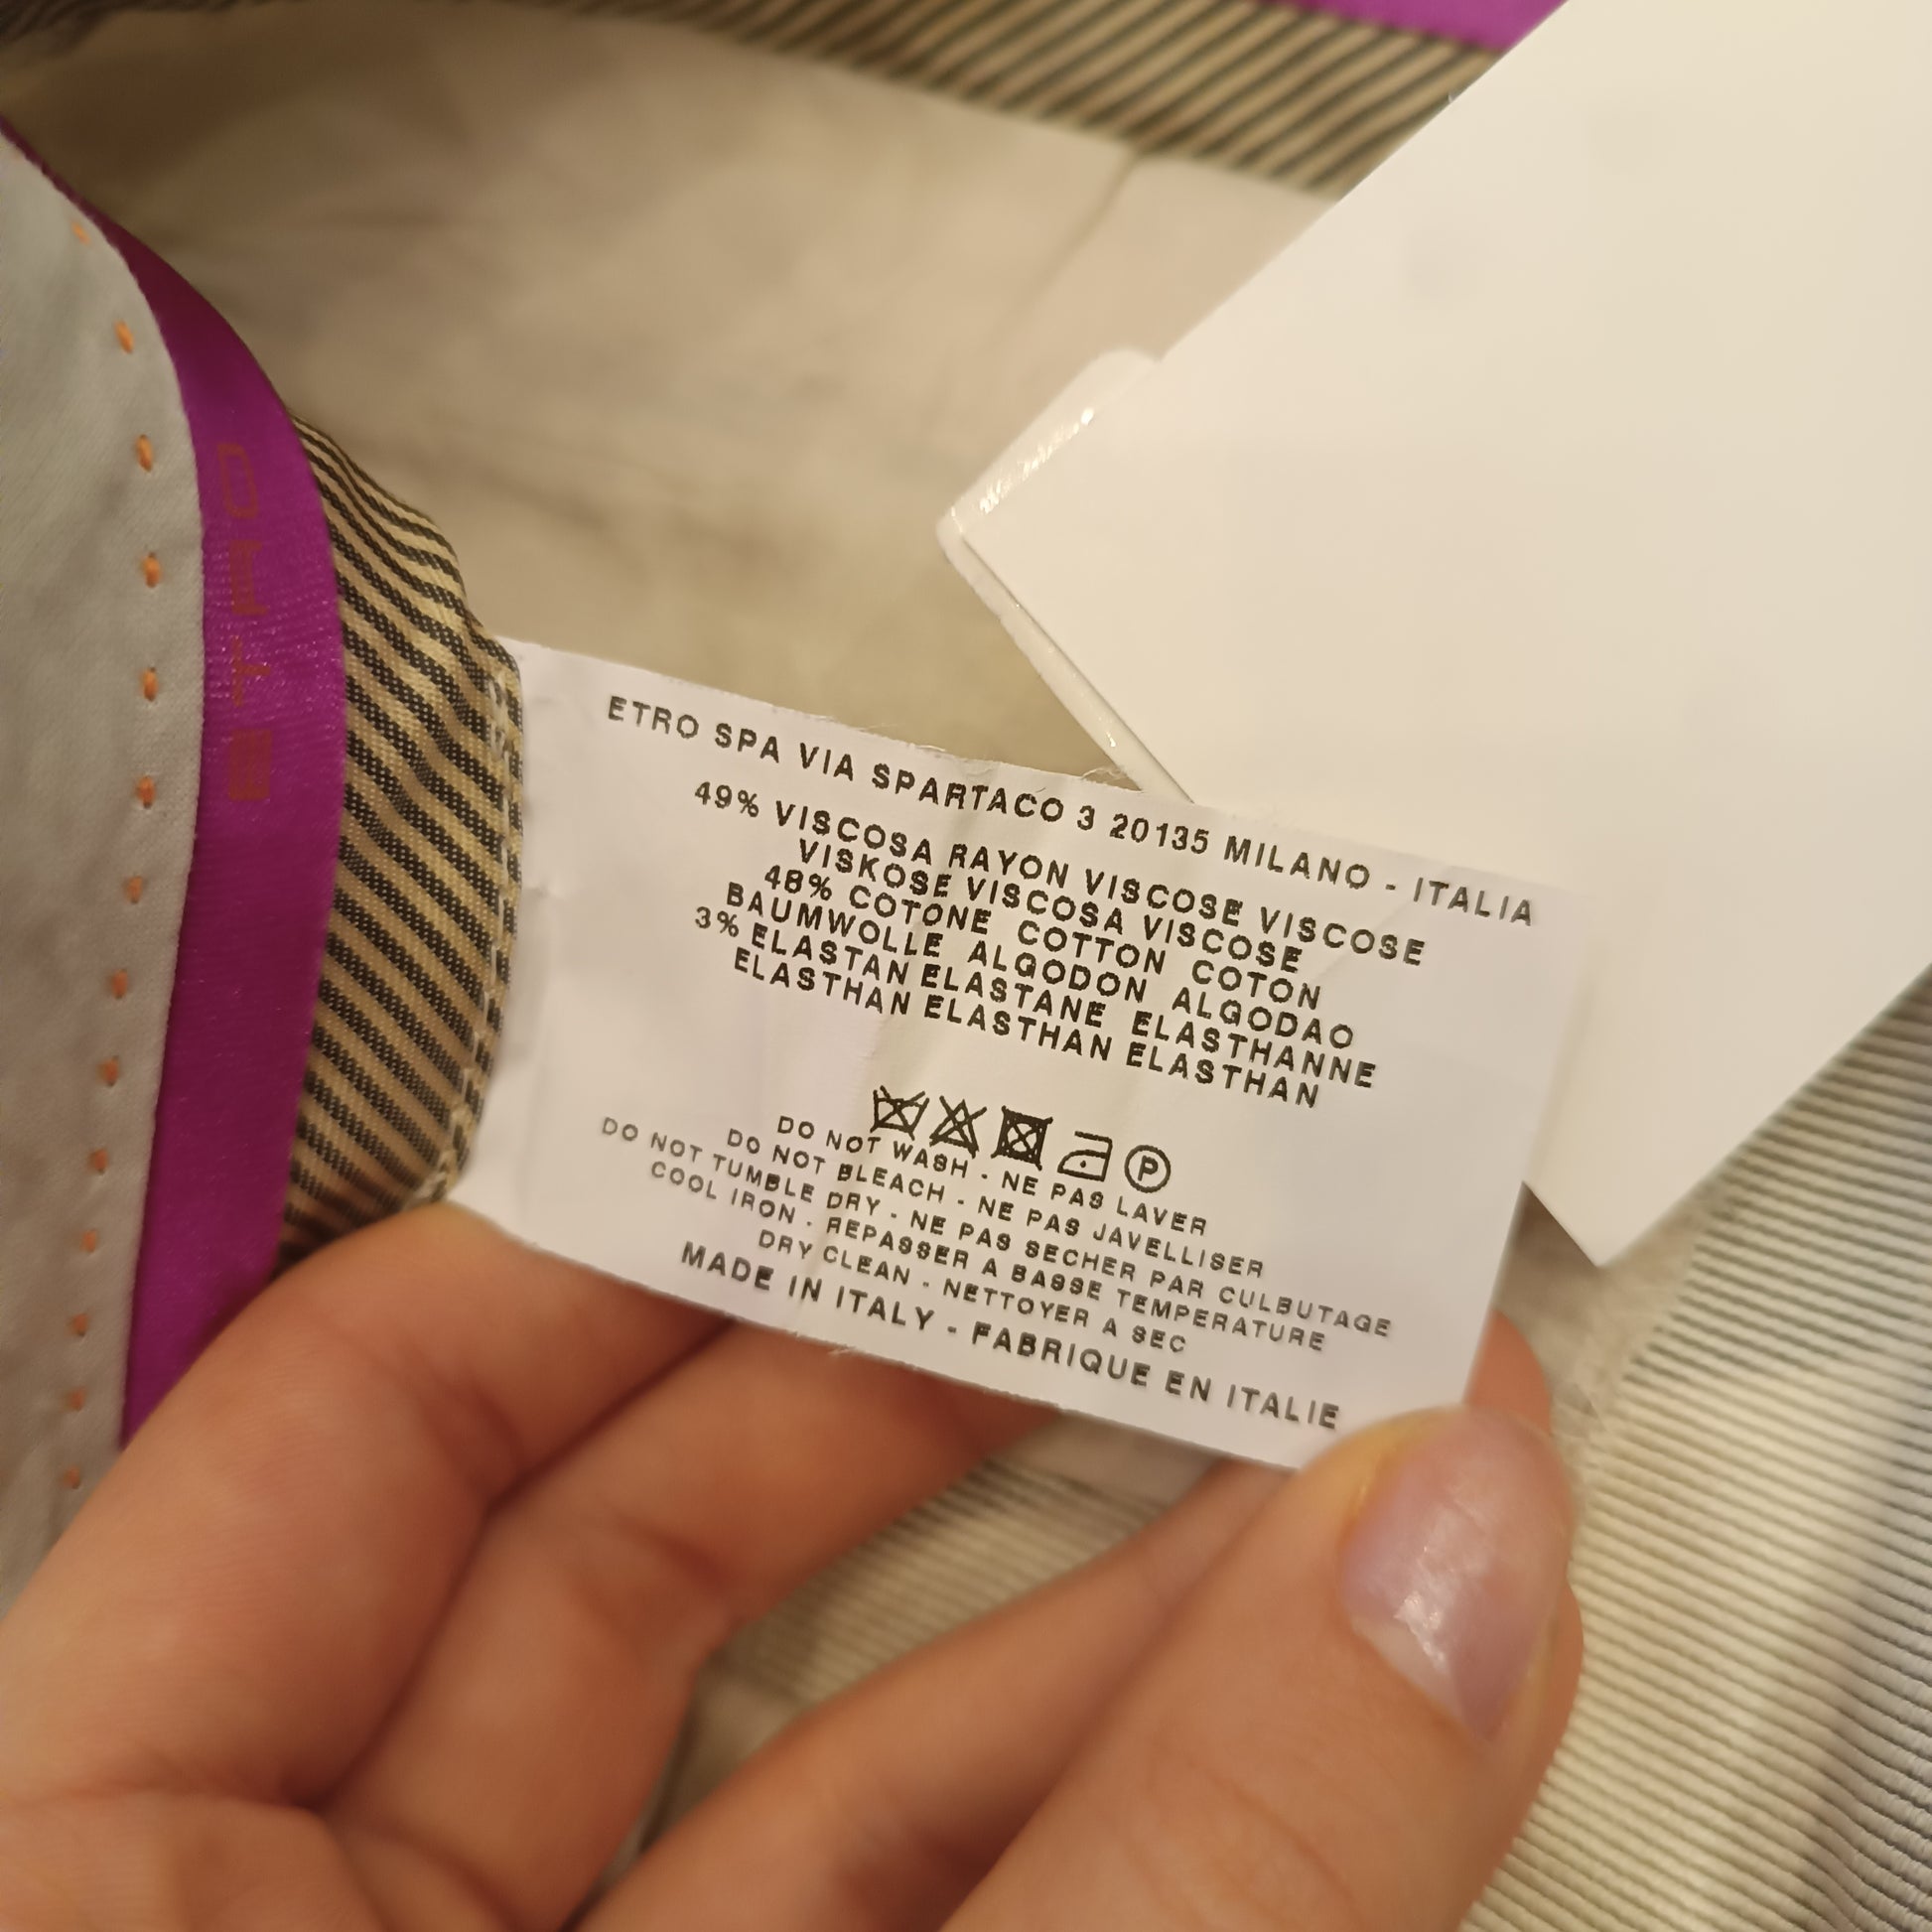 ETRO
ETRO SPA VIA SPARTACO 3 20135 MILANO - ITALIA
49% VISCOSA RAYON VISCOSE VISCOSE
VISKOSE VISCOSA VISCOSE
48% COTONE COTTON COTON
BAUMWOLLE ALGODON ALGODAO
3% ELASTAN ELASTANE ELASTHANNE
ELASTHAN ELASTHAN ELASTHAN
P
DO NOT WASH - NE PAS LAVER
DO NOT BLEACH - NE PAS JAVELLISER
DO NOT TUMBLE DRY - NE PAS SECHER PAR CULBUTAGE
COOL IRON - REPASSER A BASSE TEMPERATURE
DRY CLEAN - NETTOYER A SEC
MADE IN ITALY - FABRIQUE EN ITALIE